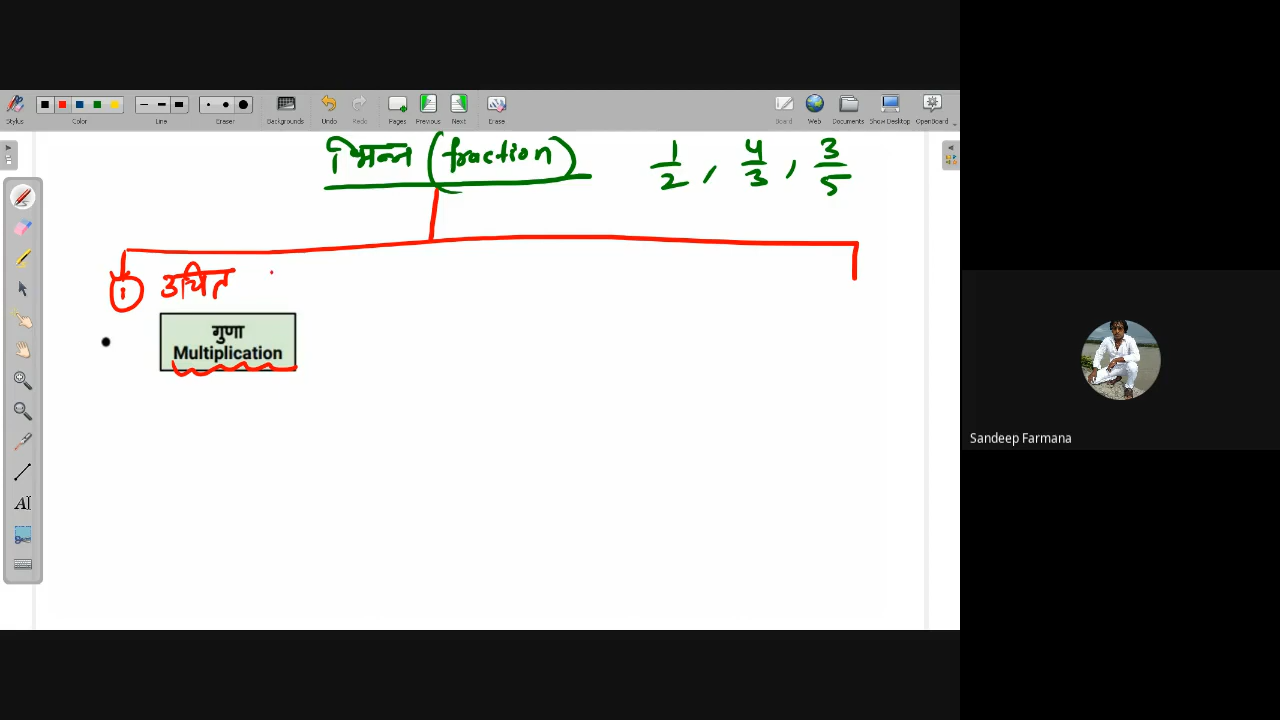 Stylus Color Line Eraser Backgrounds Undo Redo Pages Previous Next Erase Board Web Documents Show Desktop OpenBoard
भिन्न (fraction) 1/2 , 4/3 , 3/5
① उचित
गुणा
Multiplication
Sandeep Farmana